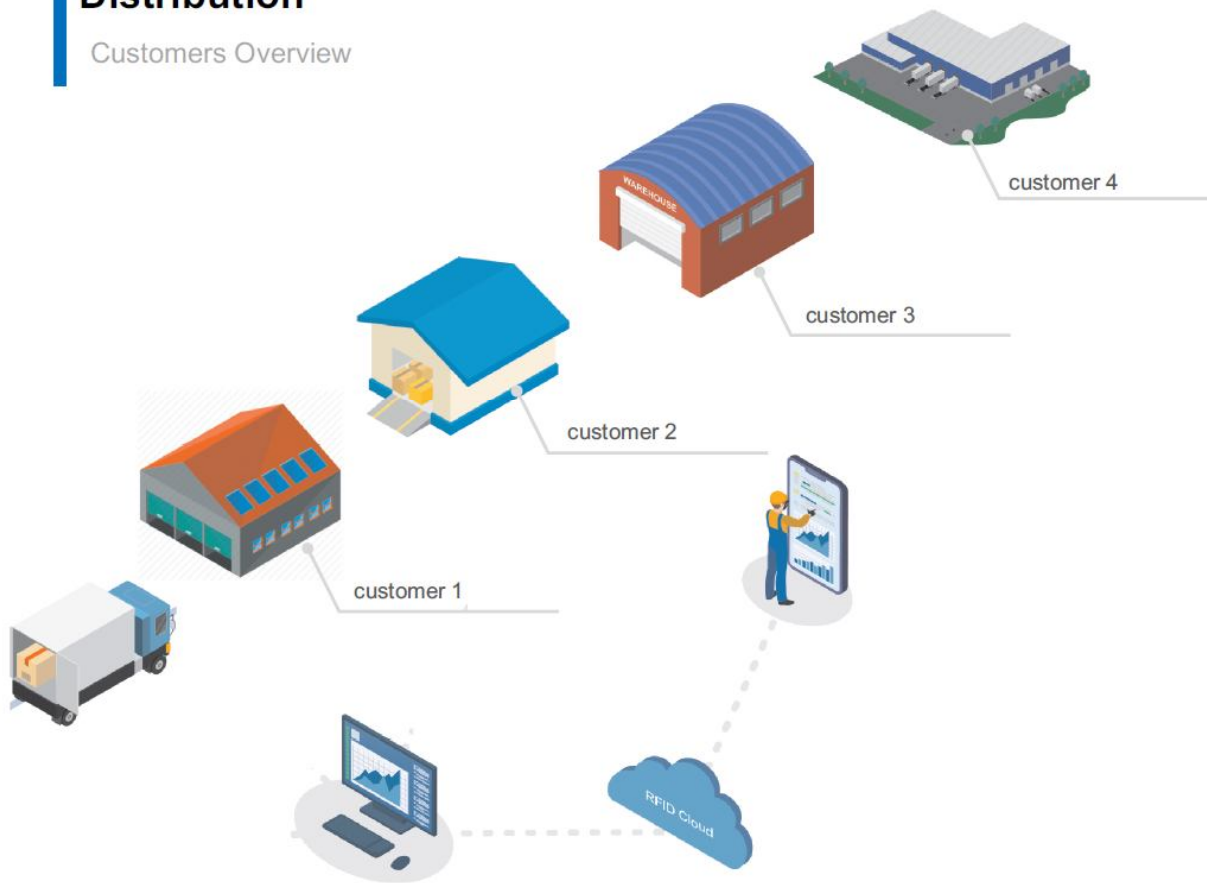 Distribution
Customers Overview
customer 4
WAREHOUSE
customer 3
customer 2
customer 1
RFID Cloud